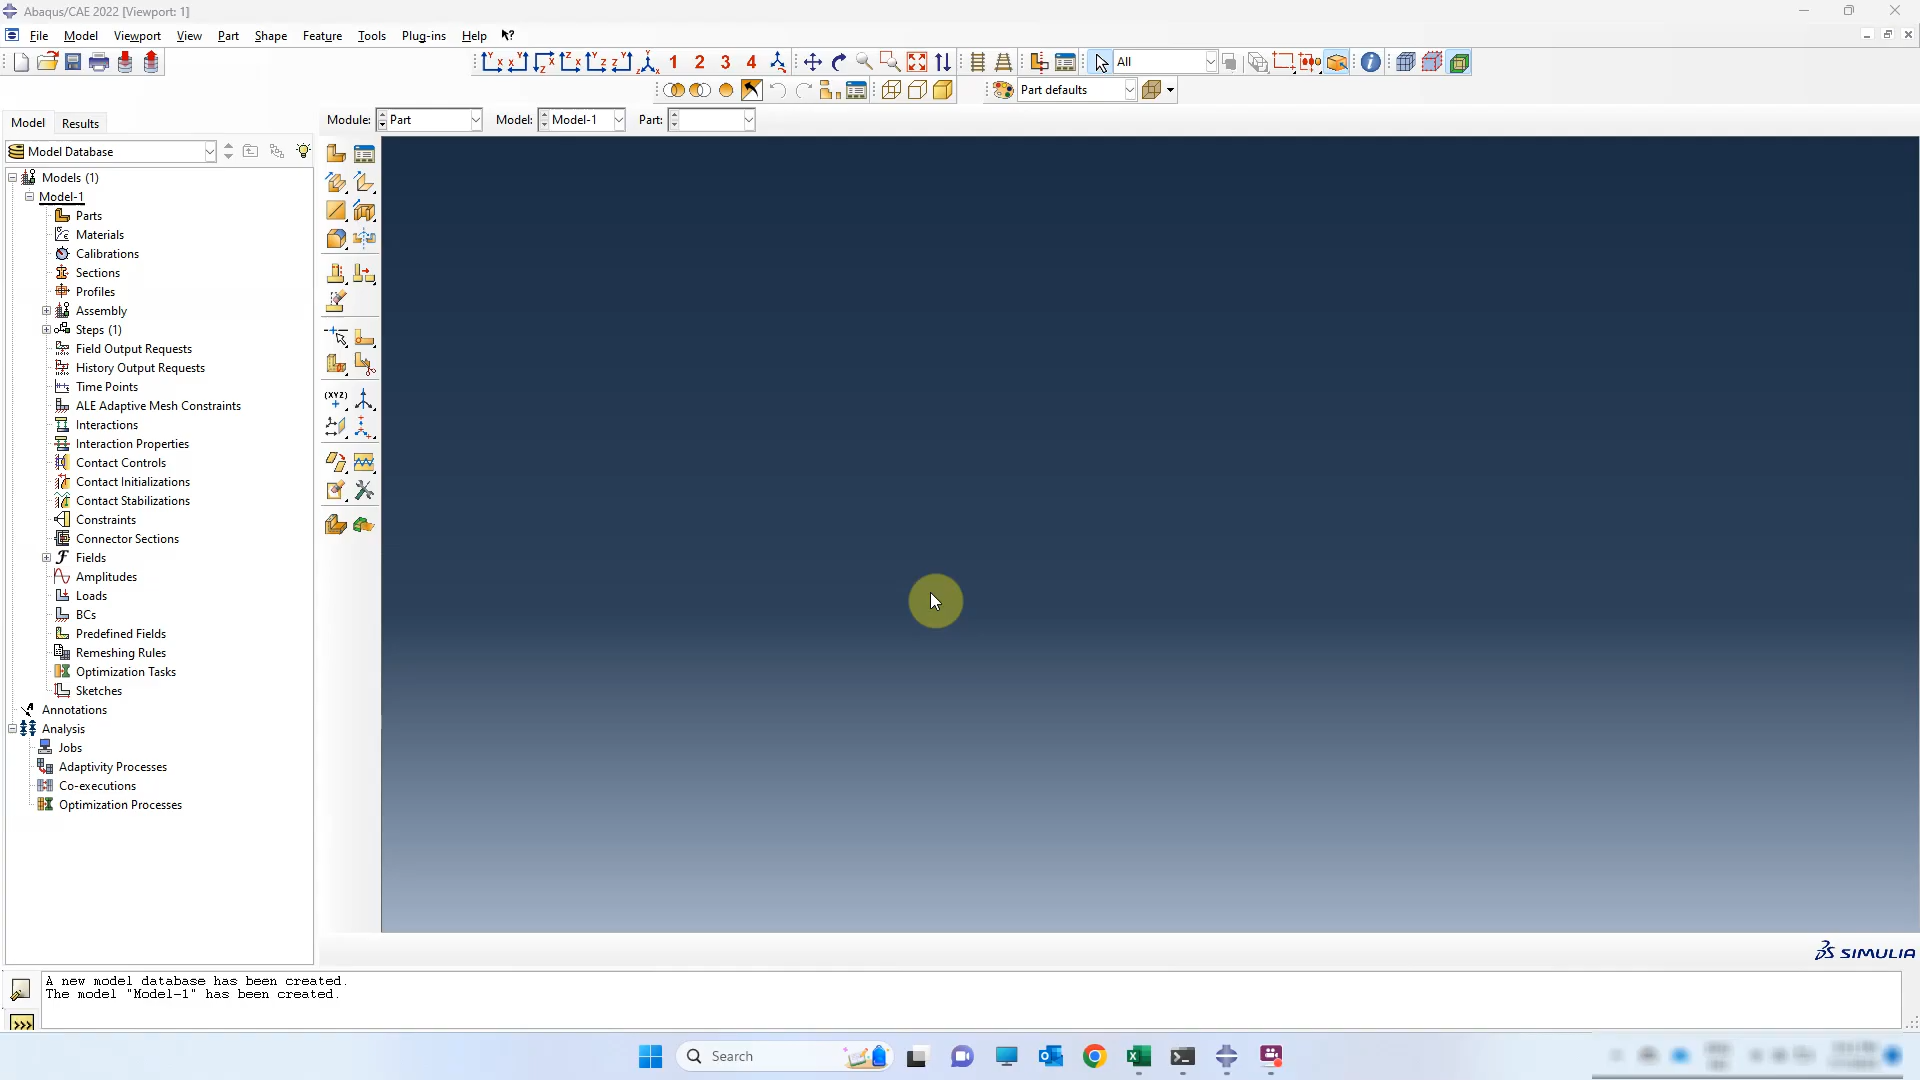 Abaqus/CAE 2022 [Viewport: 1]
File Model Viewport View Part Shape Feature Tools Plug-ins Help
1 2 3 4 All
Part defaults
Model Results
Module: Part Model: Model-1 Part:
Model Database
Models (1)
Model-1
Parts
Materials
Calibrations
Sections
Profiles
Assembly
Steps (1)
Field Output Requests
History Output Requests
Time Points
ALE Adaptive Mesh Constraints
Interactions
Interaction Properties
Contact Controls
Contact Initializations
Contact Stabilizations
Constraints
Connector Sections
Fields
Amplitudes
Loads
BCs
Predefined Fields
Remeshing Rules
Optimization Tasks
Sketches
Annotations
Analysis
Jobs
Adaptivity Processes
Co-executions
Optimization Processes
(XYZ)
SIMULIA
A new model database has been created.
The model "Model-1" has been created.
>>>
Search